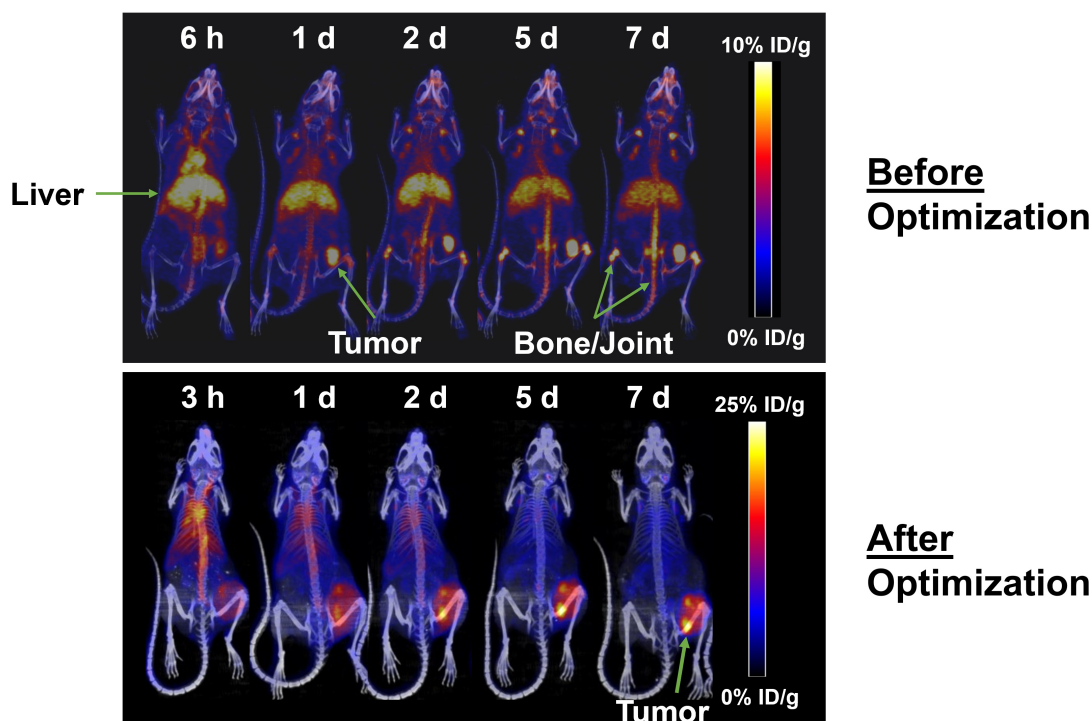 6 h 1 d 2 d 5 d 7 d 10% ID/g
Liver
Before
Optimization
Tumor Bone/Joint 0% ID/g
3 h 1 d 2 d 5 d 7 d 25% ID/g
After
Optimization
0% ID/g
Tumor